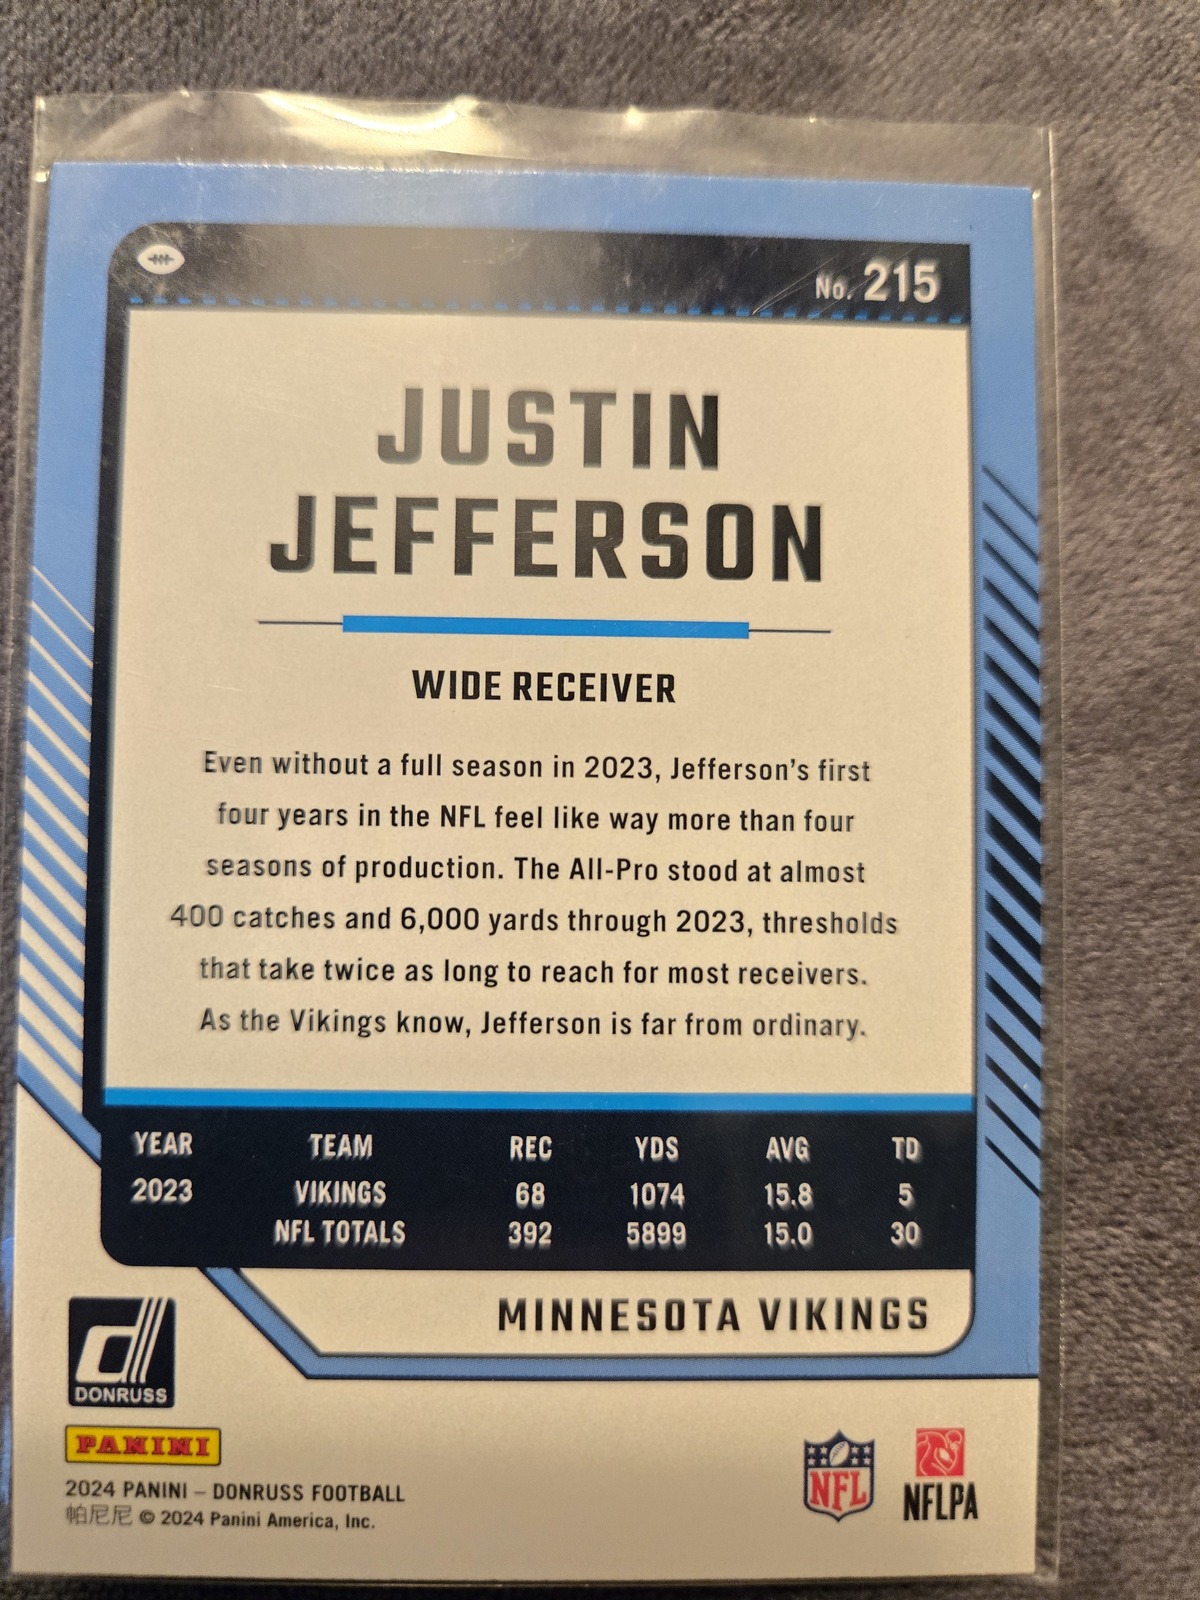 No. 215
JUSTIN
JEFFERSON
WIDE RECEIVER
Even without a full season in 2023, Jefferson's first
four years in the NFL feel like way more than four
seasons of production. The All-Pro stood at almost
400 catches and 6,000 yards through 2023, thresholds
that take twice as long to reach for most receivers.
As the Vikings know, Jefferson is far from ordinary.
YEAR TEAM REC YDS AVG TD
2023 VIKINGS 68 1074 15.8 5
NFL TOTALS 392 5899 15.0 30
MINNESOTA VIKINGS
d
DONRUSS
PANINI
2024 PANINI – DONRUSS FOOTBALL
帕尼尼 © 2024 Panini America, Inc.
NFL
NFLPA